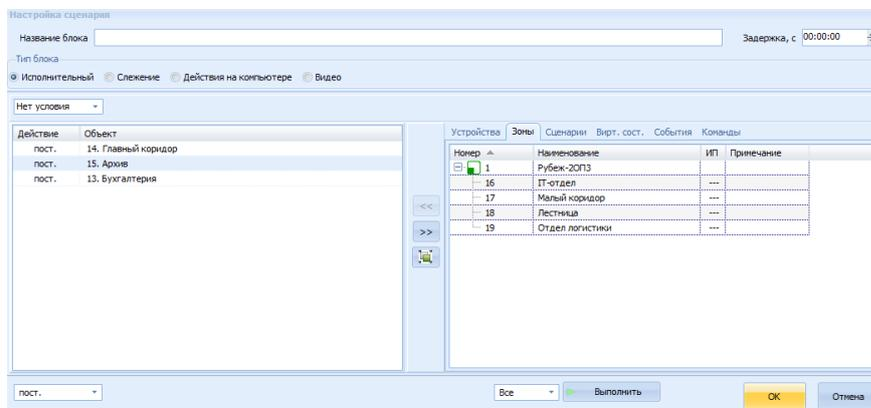 Настройка сценария
Название блока
Задержка, с 00:00:00
Тип блока
Исполнительный Слежение Действия на компьютере Видео
Нет условия
Действие Объект
пост. 14. Главный коридор
пост. 15. Архив
пост. 13. Бухгалтерия
<<
>>
Устройства Зоны Сценарии Вирт. сост. События Команды
Номер Наименование ИП Примечание
1 Рубеж-2ОП3
16 IT-отдел ---
17 Малый коридор ---
18 Лестница ---
19 Отдел логистики ---
пост.
Все Выполнить
ОК Отмена